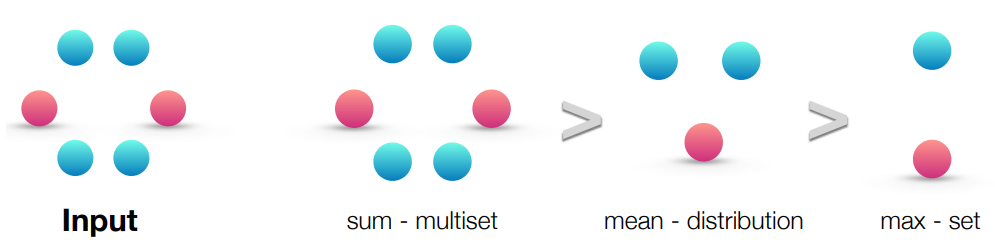 > >
Input sum - multiset mean - distribution max - set